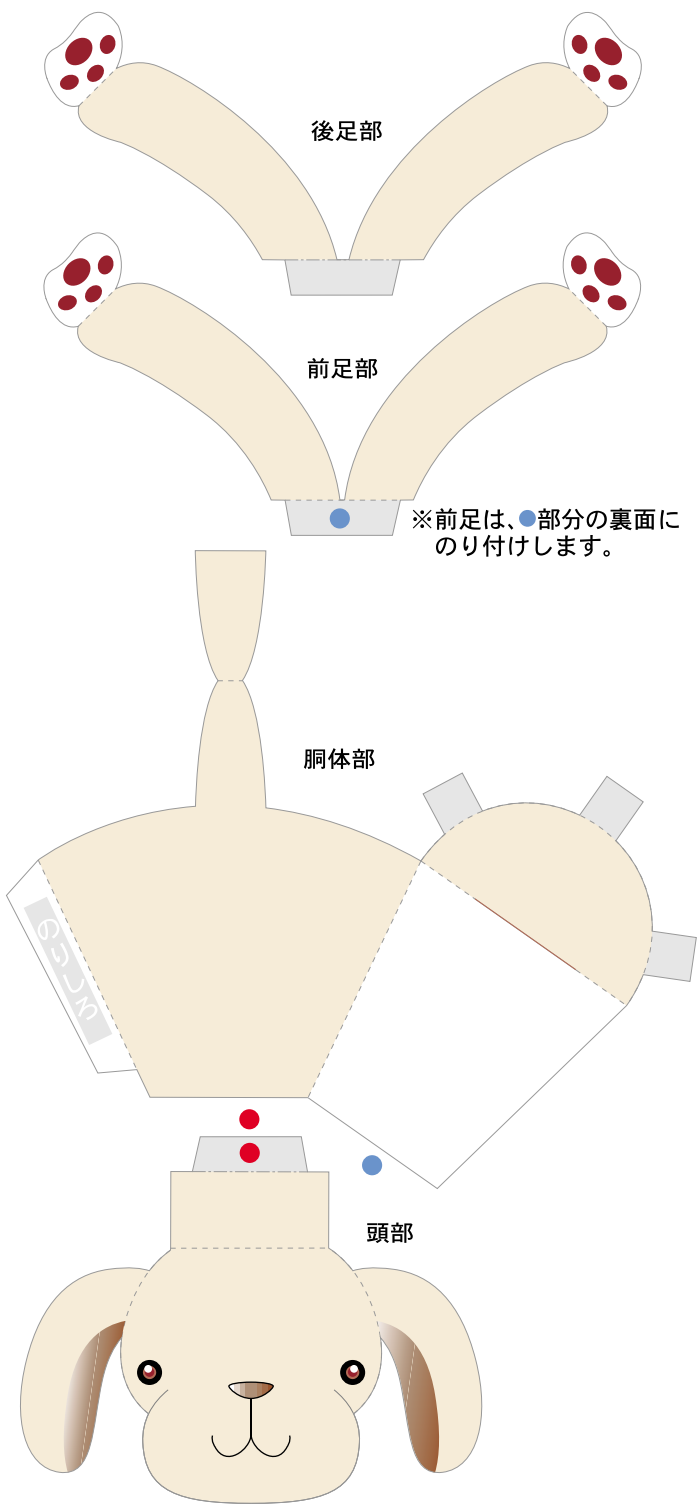 後足部
前足部
※前足は、●部分の裏面に
のり付けします。
胴体部
のりしろ
頭部